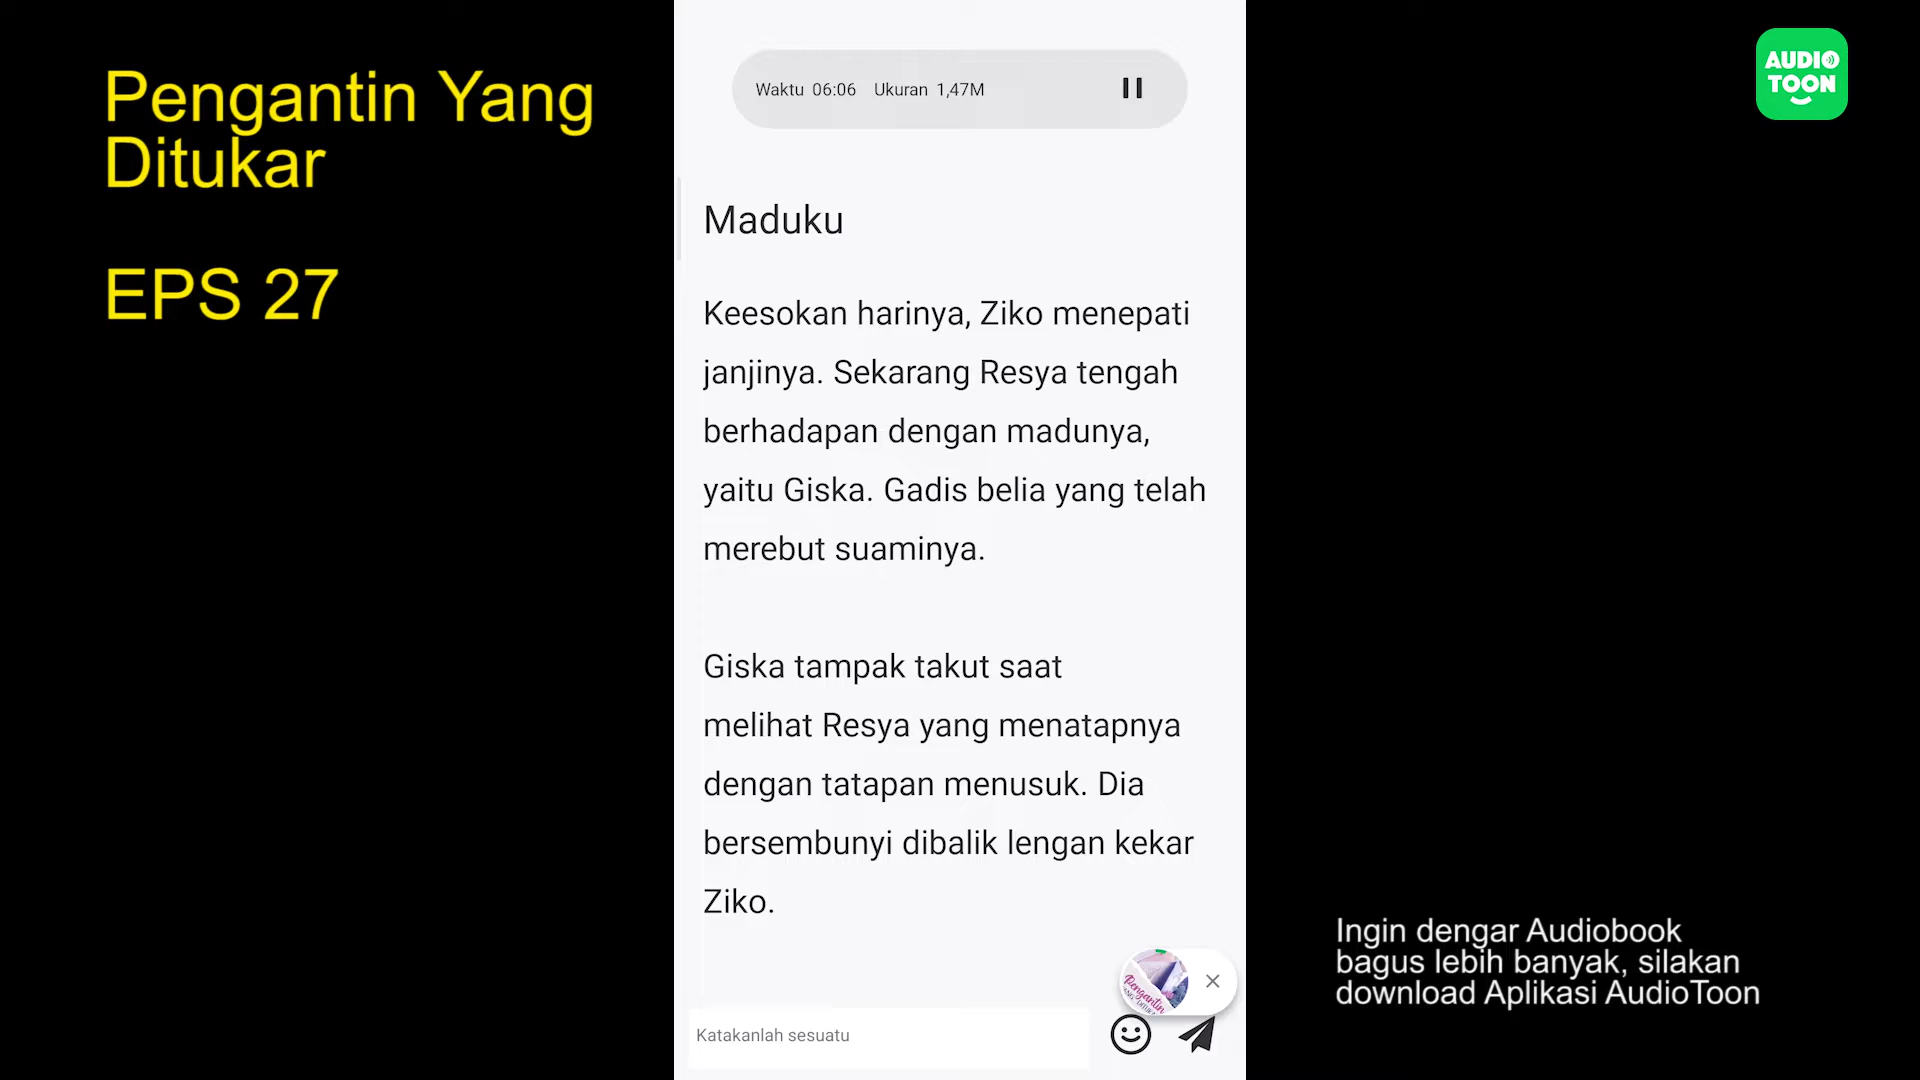 Pengantin Yang
Ditukar
EPS 27
Waktu 06:06 Ukuran 1,47M
AUDIO
TOON
Maduku
Keesokan harinya, Ziko menepati
janjinya. Sekarang Resya tengah
berhadapan dengan madunya,
yaitu Giska. Gadis belia yang telah
merebut suaminya.
Giska tampak takut saat
melihat Resya yang menatapnya
dengan tatapan menusuk. Dia
bersembunyi dibalik lengan kekar
Ziko.
Pengantin
Katakanlah sesuatu
Ingin dengar Audiobook
bagus lebih banyak, silakan
download Aplikasi AudioToon